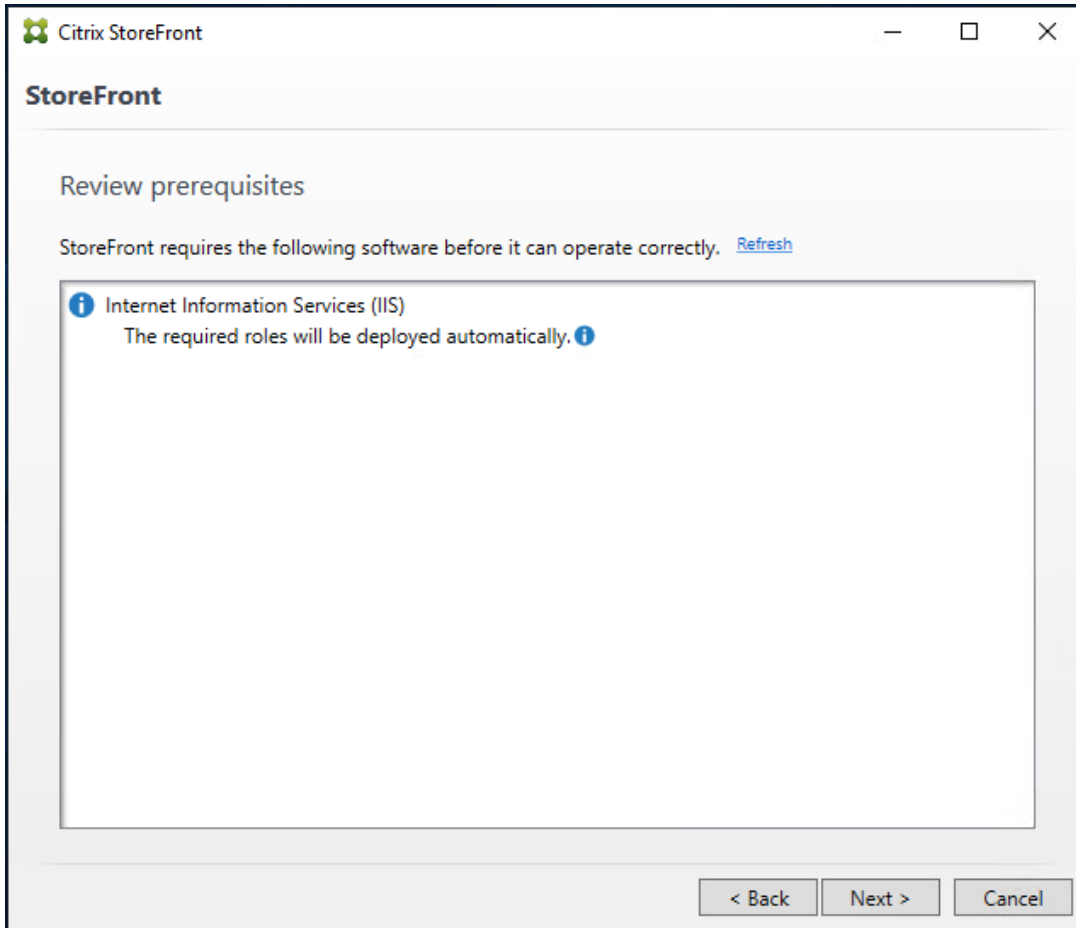 Citrix StoreFront
StoreFront
Review prerequisites
StoreFront requires the following software before it can operate correctly. Refresh
Internet Information Services (IIS)
The required roles will be deployed automatically.
< Back Next > Cancel